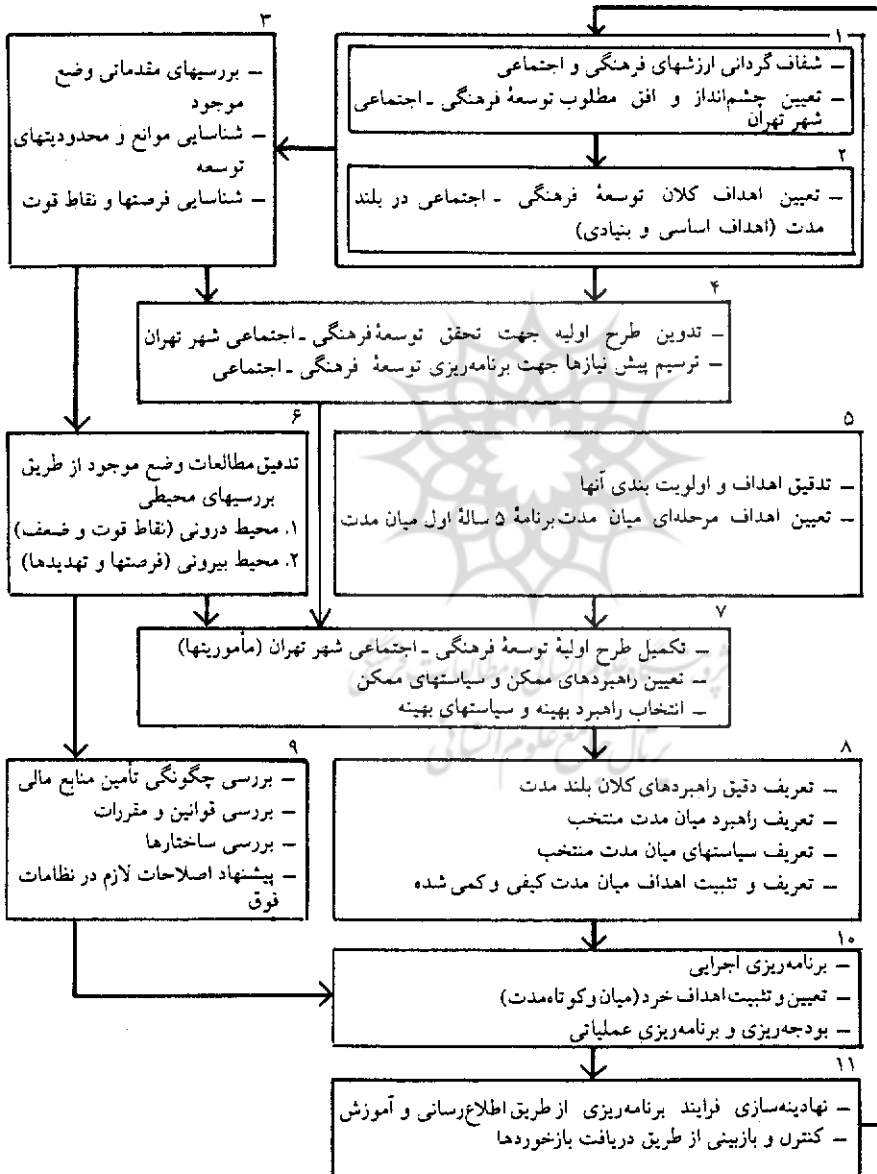 ۱
– شفاف گردانی ارزشهای فرهنگی و اجتماعی
– تعیین چشم‌انداز و افق مطلوب توسعهٔ فرهنگی ـ اجتماعی
شهر تهران
۲
– تعیین اهداف کلان توسعهٔ فرهنگی ـ اجتماعی در بلند
مدت (اهداف اساسی و بنیادی)
۳
– بررسیهای مقدماتی وضع
موجود
– شناسایی موانع و محدودیتهای
توسعه
– شناسایی فرصتها و نقاط قوت
۴
– تدوین طرح اولیه جهت تحقق توسعهٔ فرهنگی ـ اجتماعی شهر تهران
– ترسیم پیش نیازها جهت برنامه‌ریزی توسعهٔ فرهنگی ـ اجتماعی
۵
– تدقیق اهداف و اولویت بندی آنها
– تعیین اهداف مرحله‌ای میان مدت برنامهٔ ۵ سالهٔ اول میان مدت
۶
تدقیق مطالعات وضع موجود از طریق
بررسیهای محیطی
۱. محیط درونی (نقاط قوت و ضعف)
۲. محیط بیرونی (فرصتها و تهدیدها)
۷
– تکمیل طرح اولیهٔ توسعهٔ فرهنگی ـ اجتماعی شهر تهران (مأموریتها)
– تعیین راهبردهای ممکن و سیاستهای ممکن
– انتخاب راهبرد بهینه و سیاستهای بهینه
پژوهشگاه علوم انسانی و مطالعات فرهنگی
پرتال جامع علوم انسانی
۸
– تعریف دقیق راهبردهای کلان بلند مدت
– تعریف راهبرد میان مدت منتخب
– تعریف سیاستهای میان مدت منتخب
– تعریف و تثبیت اهداف میان مدت کیفی و کمی شده
۹
– بررسی چگونگی تأمین منابع مالی
– بررسی قوانین و مقررات
– بررسی ساختارها
– پیشنهاد اصلاحات لازم در نظامات
فوق
۱۰
– برنامه‌ریزی اجرایی
– تعیین و تثبیت اهداف خرد (میان و کوتاه‌مدت)
– بودجه‌ریزی و برنامه‌ریزی عملیاتی
۱۱
– نهادینه‌سازی فرایند برنامه‌ریزی از طریق اطلاع‌رسانی و آموزش
– کنترل و بازبینی از طریق دریافت بازخوردها